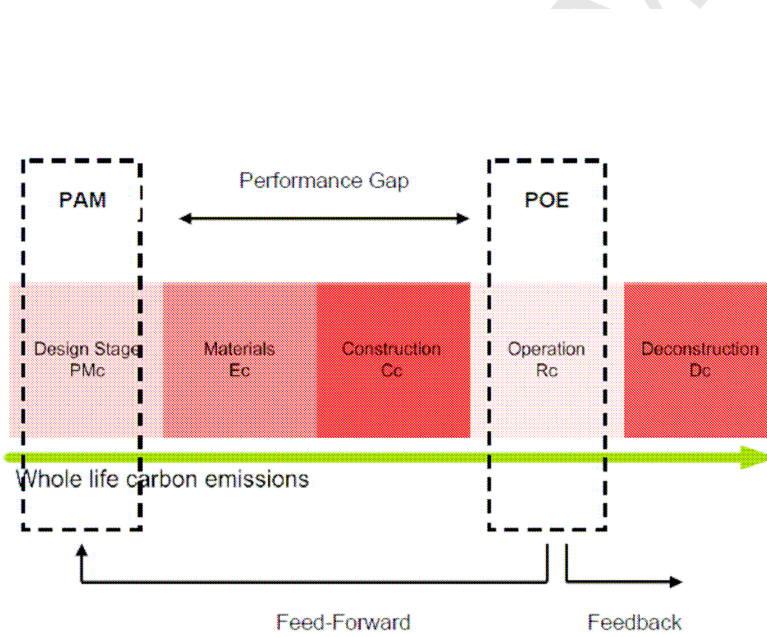 Performance Gap
PAM
POE
Design Stage
PMc
Materials
Ec
Construction
Cc
Operation
Rc
Deconstruction
Dc
Whole life carbon emissions
Feed-Forward
Feedback